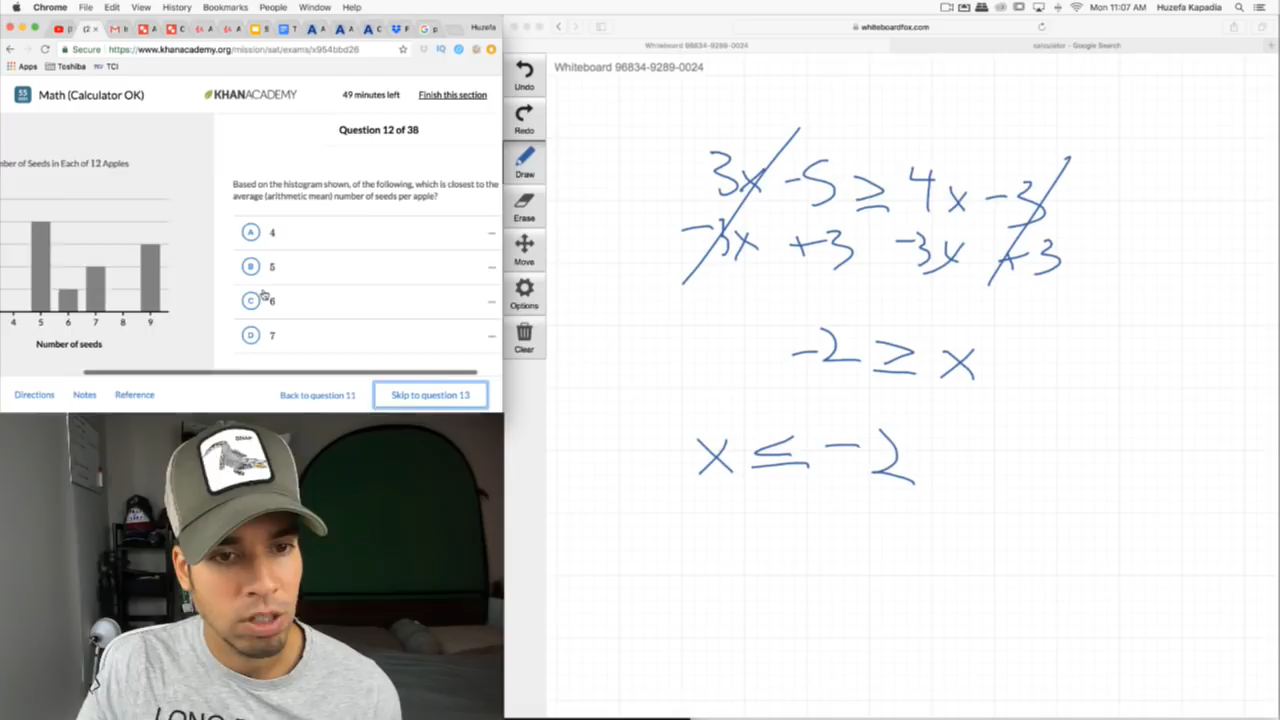 Chrome File Edit View History Bookmarks People Window Help
Mon 11:07 AM Huzefa Kapadia
Huzefa
Secure https://www.khanacademy.org/mission/sat/exams/x954bbd26
Apps Toshiba TCI
Math (Calculator OK)
KHANACADEMY
49 minutes left
Finish this section
Question 12 of 38
ber of Seeds in Each of 12 Apples
4 5 6 7 8 9
Number of seeds
Based on the histogram shown, of the following, which is closest to the
average (arithmetic mean) number of seeds per apple?
A 4
B 5
C 6
D 7
Directions Notes Reference
Back to question 11
Skip to question 13
whiteboardfox.com
Whiteboard 96834-9289-0024
calculator - Google Search
Whiteboard 96834-9289-0024
Undo
Redo
Draw
Erase
Move
Options
Clear
3x -5 ≥ 4x -3
-3x +3 -3x +3
-2 ≥ x
x ≤ -2